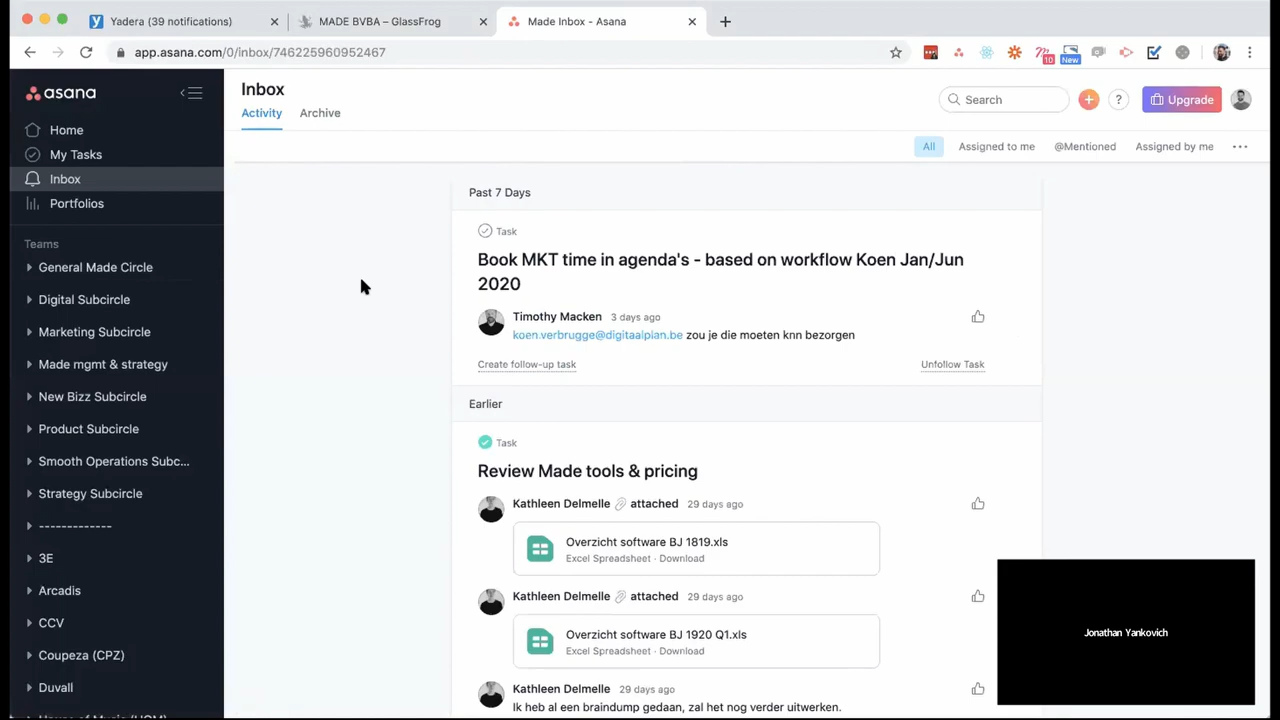 Yadera (39 notifications)
MADE BVBA – GlassFrog
Made Inbox - Asana
app.asana.com/0/inbox/746225960952467
10
New
asana
Home
My Tasks
Inbox
Portfolios
Teams
General Made Circle
Digital Subcircle
Marketing Subcircle
Made mgmt & strategy
New Bizz Subcircle
Product Subcircle
Smooth Operations Subc...
Strategy Subcircle
-------------
3E
Arcadis
CCV
Coupeza (CPZ)
Duvall
Inbox
Activity
Archive
Search
?
Upgrade
All
Assigned to me
@Mentioned
Assigned by me
Past 7 Days
Task
Book MKT time in agenda's - based on workflow Koen Jan/Jun
2020
Timothy Macken 3 days ago
koen.verbrugge@digitaalplan.be zou je die moeten knn bezorgen
Create follow-up task
Unfollow Task
Earlier
Task
Review Made tools & pricing
Kathleen Delmelle attached 29 days ago
Overzicht software BJ 1819.xls
Excel Spreadsheet · Download
Kathleen Delmelle attached 29 days ago
Overzicht software BJ 1920 Q1.xls
Excel Spreadsheet · Download
Kathleen Delmelle 29 days ago
Ik heb al een braindump gedaan, zal het nog verder uitwerken.
Jonathan Yankovich